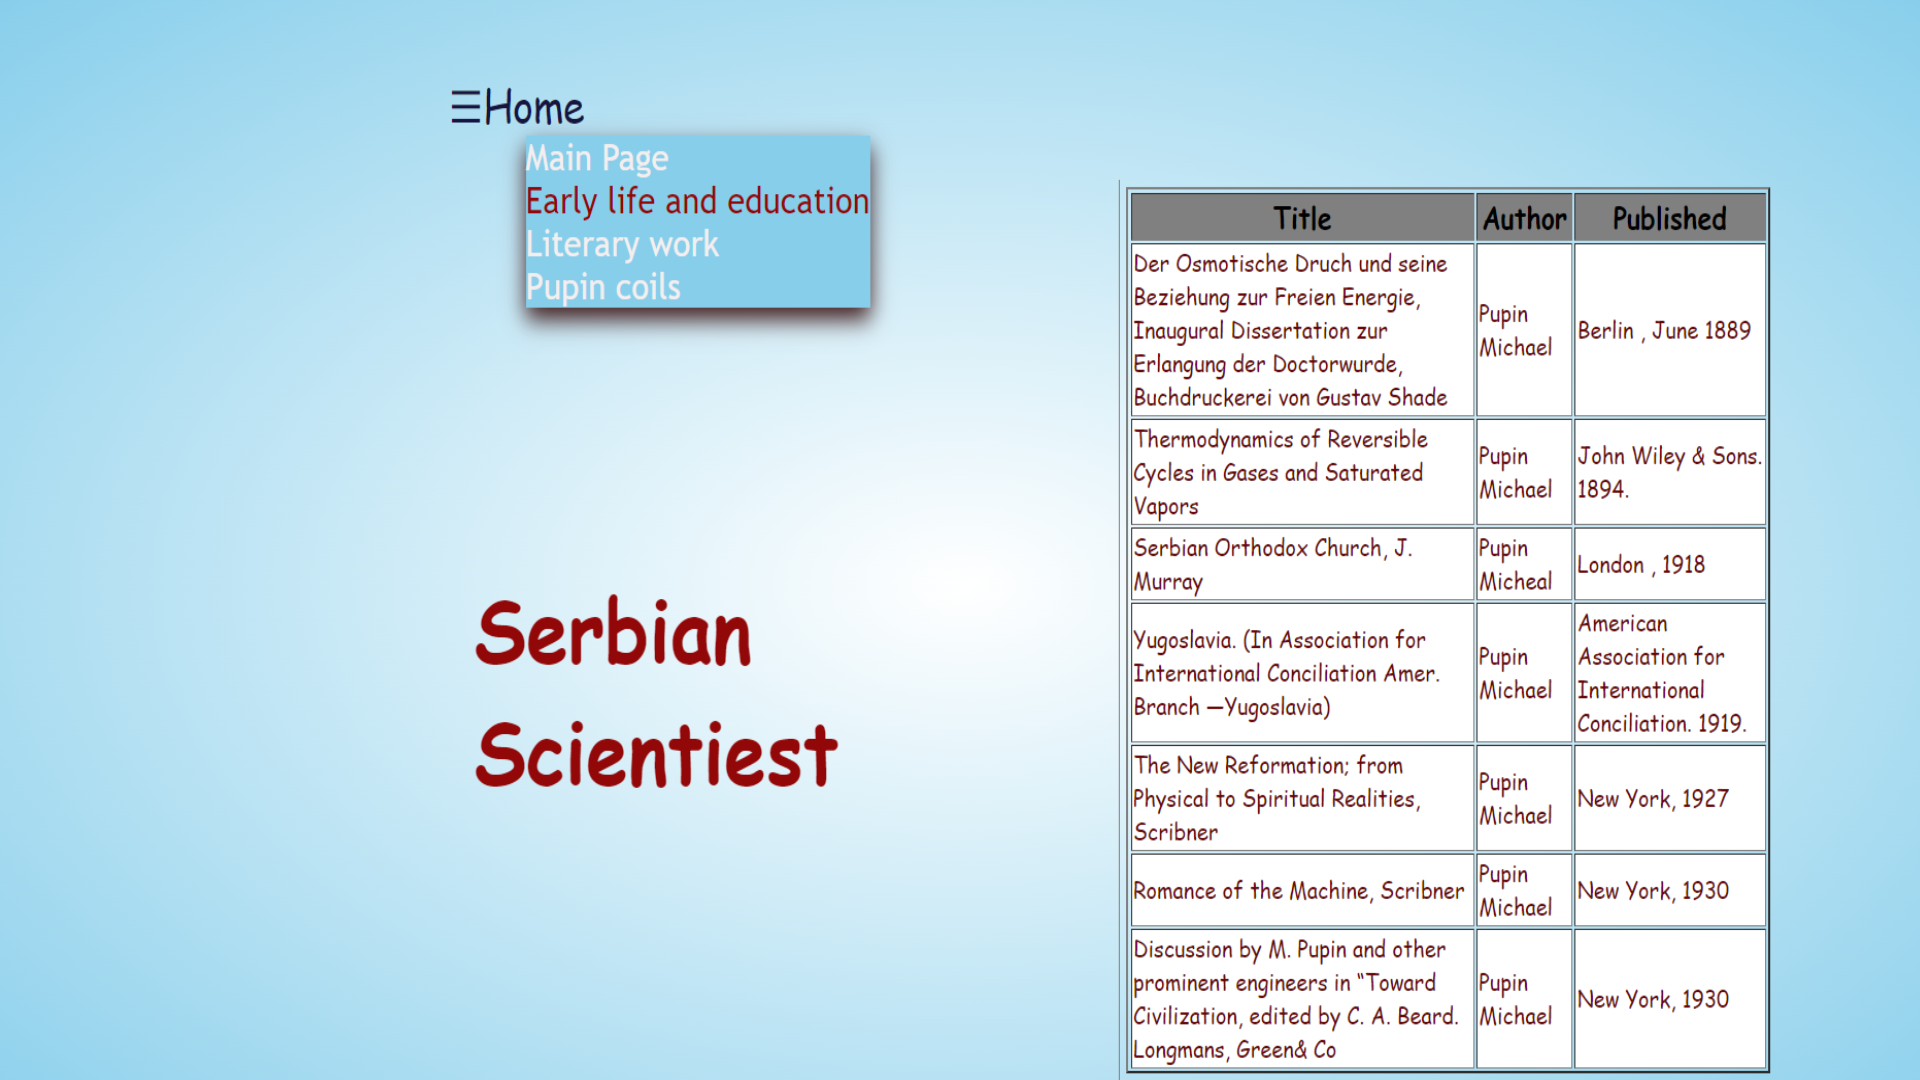 ☰Home
Main Page
Early life and education
Literary work
Pupin coils
Serbian
Scientiest
Title Author Published
Der Osmotische Druch und seine
Beziehung zur Freien Energie,
Inaugural Dissertation zur
Erlangung der Doctorwurde,
Buchdruckerei von Gustav Shade
Pupin
Michael
Berlin , June 1889
Thermodynamics of Reversible
Cycles in Gases and Saturated
Vapors
Pupin
Michael
John Wiley & Sons.
1894.
Serbian Orthodox Church, J.
Murray
Pupin
Micheal
London , 1918
Yugoslavia. (In Association for
International Conciliation Amer.
Branch —Yugoslavia)
Pupin
Michael
American
Association for
International
Conciliation. 1919.
The New Reformation; from
Physical to Spiritual Realities,
Scribner
Pupin
Michael
New York, 1927
Romance of the Machine, Scribner
Pupin
Michael
New York, 1930
Discussion by M. Pupin and other
prominent engineers in “Toward
Civilization, edited by C. A. Beard.
Longmans, Green& Co
Pupin
Michael
New York, 1930